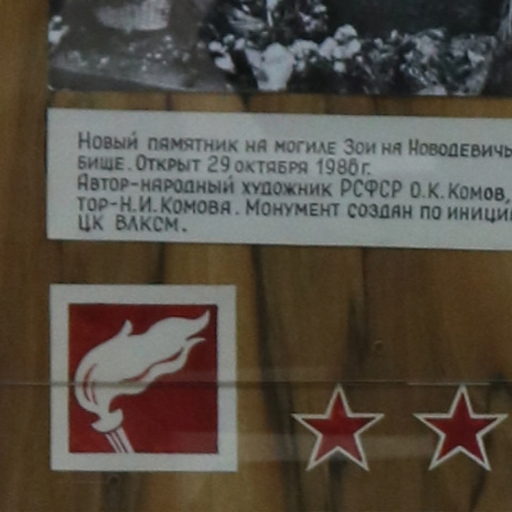 Новый памятник на могиле Зои на Новодевичь
бище. Открыт 29 октября 1986г.
Автор-народный художник РСФСР О.К.Комов,
тор-Н.И.Комова. Монумент создан по иници
ЦК ВЛКСМ.